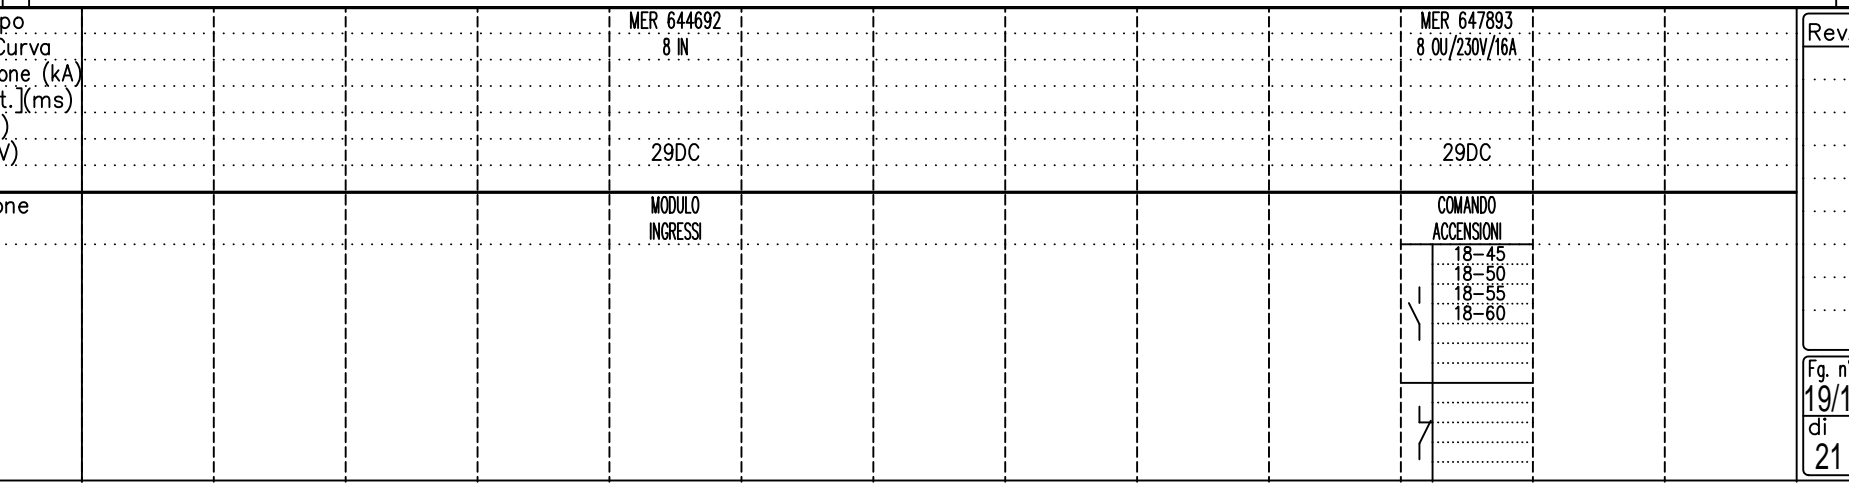 po MER 644692 MER 647893
Curva 8 IN 8 OU/230V/16A
Rev.
one (kA)
t.](ms)
)
V) 29DC 29DC
one MODULO COMANDO
INGRESSI ACCENSIONI
18-45
18-50
18-55
18-60
Fg. n°
19/1
di
21